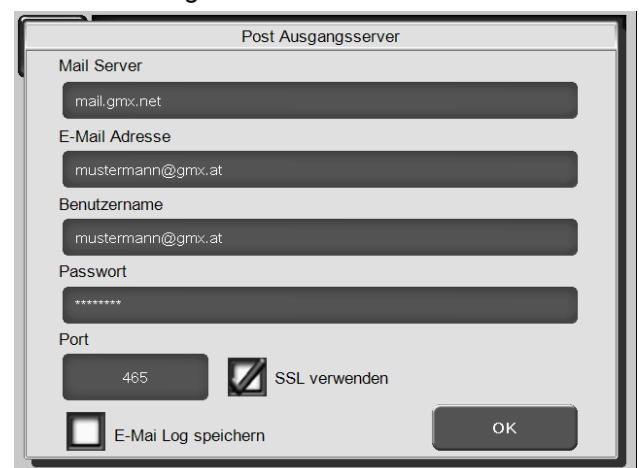 Post Ausgangsserver
Mail Server
mail.gmx.net
E-Mail Adresse
mustermann@gmx.at
Benutzername
mustermann@gmx.at
Passwort
********
Port
465 SSL verwenden
E-Mai Log speichern OK